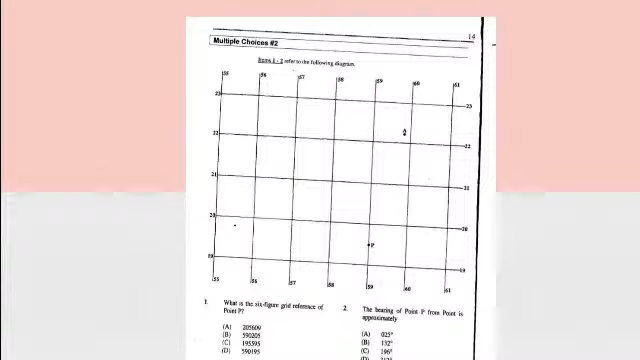 14
Multiple Choices #2
Items 1 - 2 refer to the following diagram.
55 56 57 58 59 60 61
23 23
22 22
21 21
20 20
19 19
P
55 56 57 58 59 60 61
1. What is the six-figure grid reference of
Point P?
(A) 205609
(B) 590205
(C) 195595
(D) 590195
2. The bearing of Point P from Point is
approximately
(A) 025°
(B) 132°
(C) 196°